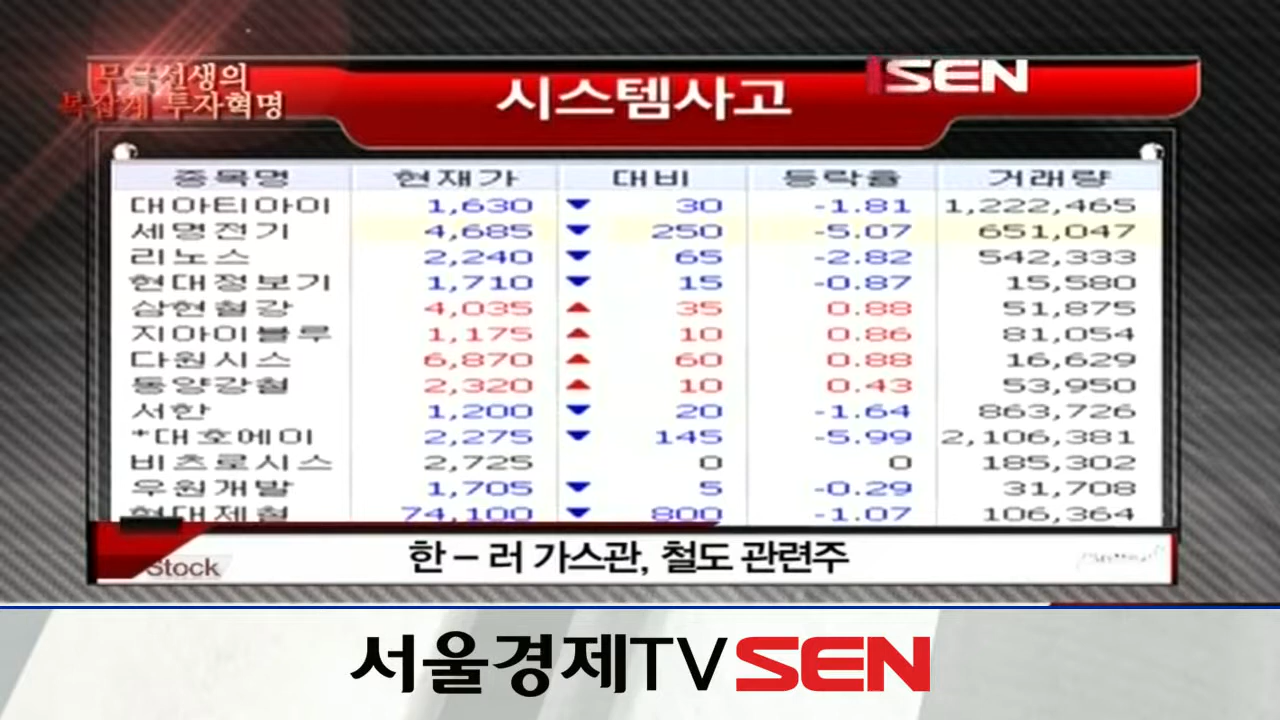 무극선생의
복잡계 투자혁명
시스템사고
SEN
종목명 현재가 대비 등락율 거래량
대아티아이 1,630 ▼ 30 -1.81 1,222,465
세명전기 4,685 ▼ 250 -5.07 651,047
리노스 2,240 ▼ 65 -2.82 542,333
현대정보기 1,710 ▼ 15 -0.87 15,580
삼현철강 4,035 ▲ 35 0.88 51,875
지아이블루 1,175 ▲ 10 0.86 81,054
다원시스 6,870 ▲ 60 0.88 16,629
동양강철 2,320 ▲ 10 0.43 53,950
서한 1,200 ▼ 20 -1.64 863,726
*대호에이 2,275 ▼ 145 -5.99 2,106,381
비츠로시스 2,725 0 0 185,302
우원개발 1,705 ▼ 5 -0.29 31,708
현대제철 74,100 ▼ 800 -1.07 106,364
한 – 러 가스관, 철도 관련주
Stock
서울경제TV SEN